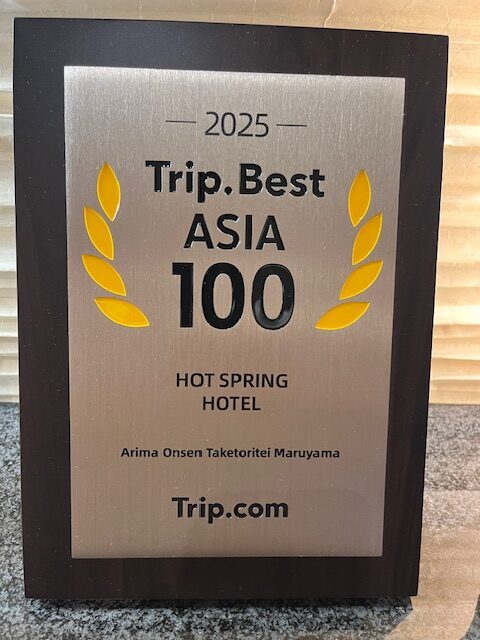 — 2025 —
Trip.Best
ASIA
100
HOT SPRING
HOTEL
Arima Onsen Taketoritei Maruyama
Trip.com